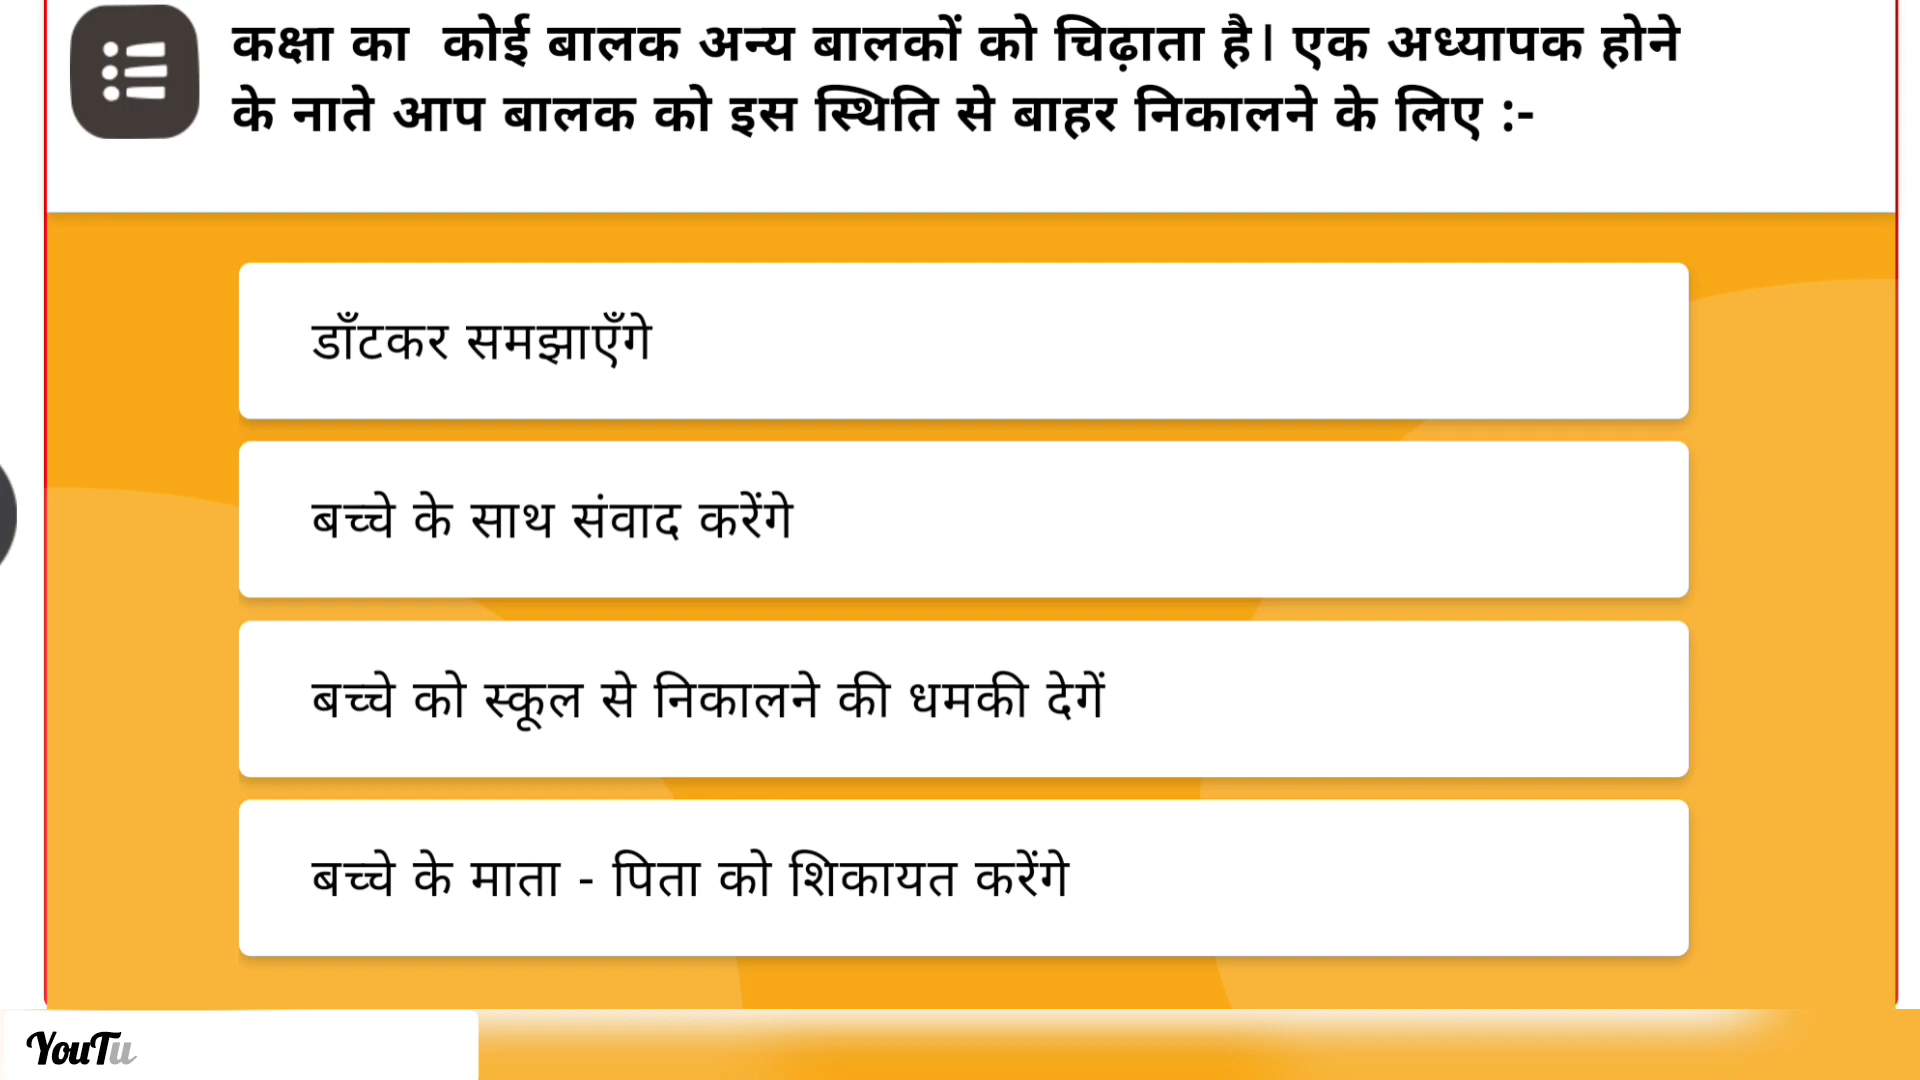 कक्षा का कोई बालक अन्य बालकों को चिढ़ाता है। एक अध्यापक होने
के नाते आप बालक को इस स्थिति से बाहर निकालने के लिए :-
डाँटकर समझाएँगे
बच्चे के साथ संवाद करेंगे
बच्चे को स्कूल से निकालने की धमकी देगें
बच्चे के माता - पिता को शिकायत करेंगे
YouTu